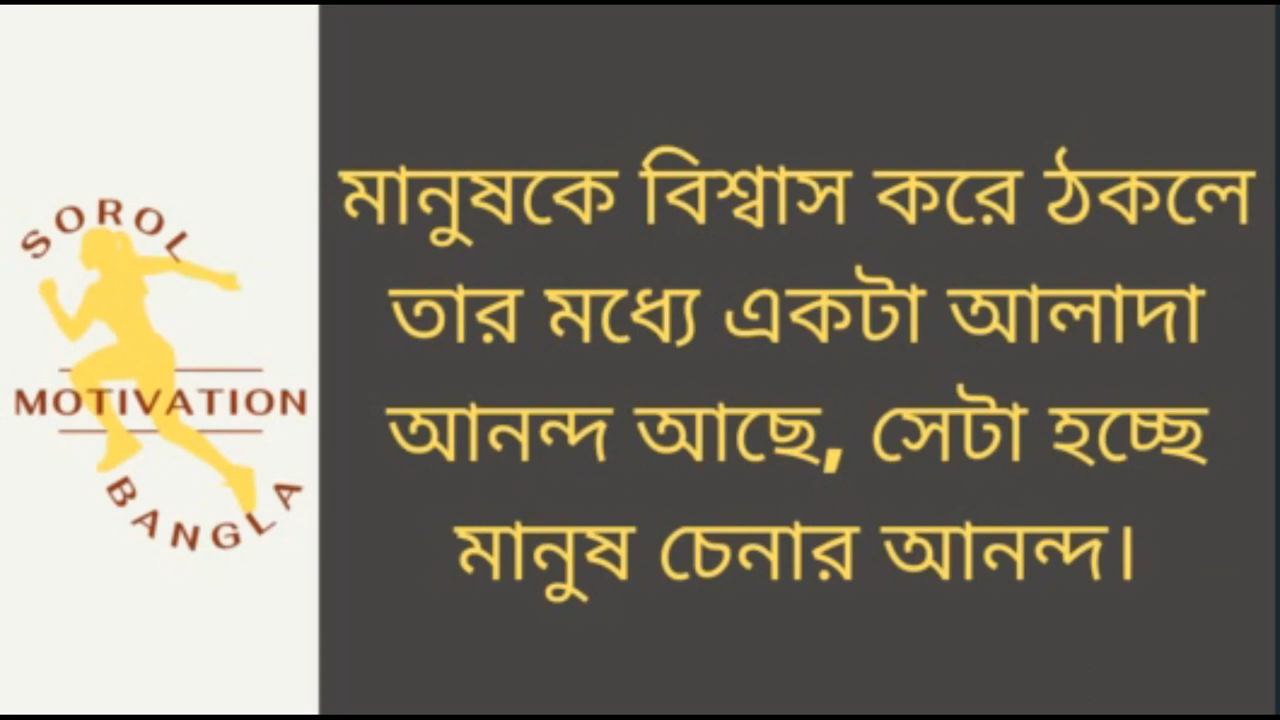 SOROL
MOTIVATION
BANGLA
মানুষকে বিশ্বাস করে ঠকলে
তার মধ্যে একটা আলাদা
আনন্দ আছে, সেটা হচ্ছে
মানুষ চেনার আনন্দ।